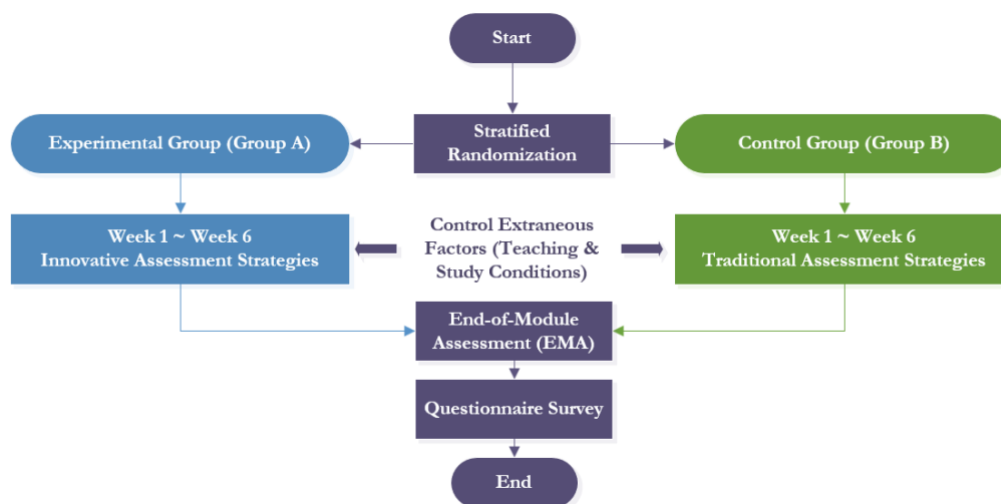 Start
Experimental Group (Group A)
Stratified
Randomization
Control Group (Group B)
Week 1 ~ Week 6
Innovative Assessment Strategies
Control Extraneous
Factors (Teaching &
Study Conditions)
Week 1 ~ Week 6
Traditional Assessment Strategies
End-of-Module
Assessment (EMA)
Questionnaire Survey
End